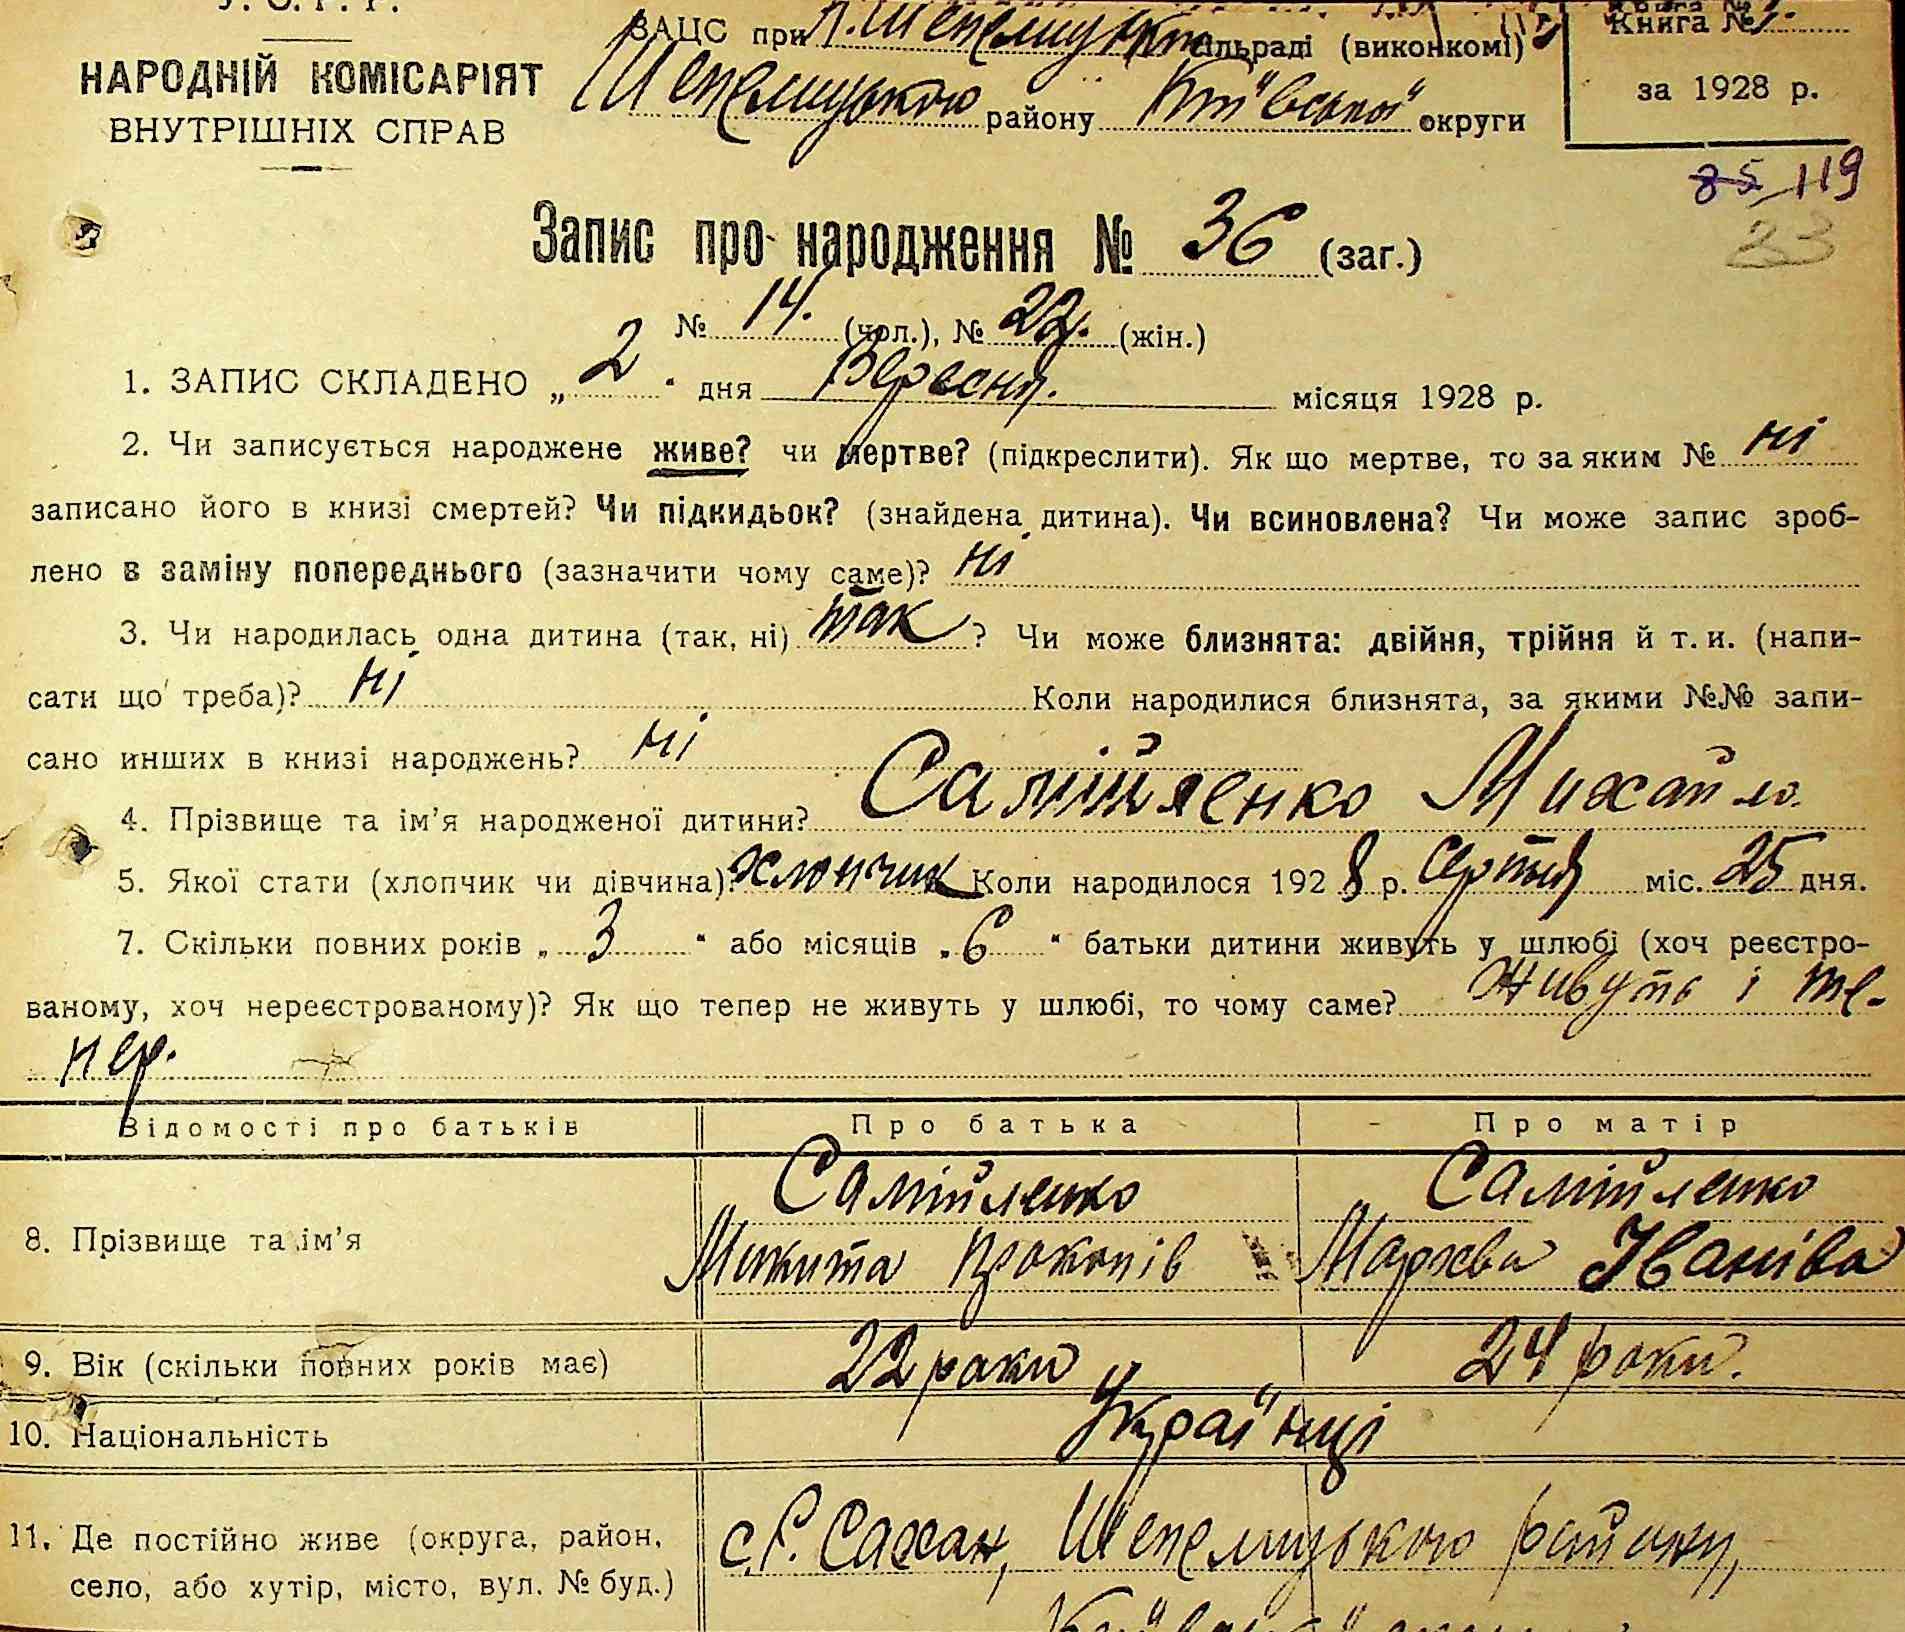 У. С. Р. Р.
НАРОДНІЙ КОМІСАРІЯТ
ВНУТРІШНІХ СПРАВ
ЗАЦС при Н. Шепелицькій сільраді (виконкомі)
Шепелицького району Київської округи
Книга № 1.
за 1928 р.
85 119
23
Запис про народження № 36 (заг.)
№ 14. (чол.), № 22. (жін.)
1. ЗАПИС СКЛАДЕНО „ 2 “ дня Вересня. місяця 1928 р.
2. Чи записується народжене живе? чи мертве? (підкреслити). Як що мертве, то за яким № ні
записано його в книзі смертей? Чи підкидьок? (знайдена дитина). Чи всиновлена? Чи може запис зроб-
лено в заміну попереднього (зазначити чому саме)? ні
3. Чи народилась одна дитина (так, ні) так ? Чи може близнята: двійня, трійня й т. и. (напи-
сати що треба)? ні Коли народилися близнята, за якими №№ запи-
сано инших в книзі народжень? ні
4. Прізвище та ім’я народженої дитини? Самійленко Михайло.
5. Якої стати (хлопчик чи дівчина)? хлопчик Коли народилося 1928 р. серпня міс. 25 дня.
7. Скільки повних років „ 3 “ або місяців „ 6 “ батьки дитини живуть у шлюбі (хоч реєстро-
ваному, хоч нереєстрованому)? Як що тепер не живуть у шлюбі, то чому саме? Живуть і те-
пер.
Відомості про батьків Про батька Про матір
8. Прізвище та ім’я Самійленко Микита Прокопів Самійленко Мархва Іваніва
9. Вік (скільки повних років має) 22 роки 24 роки.
10. Національність Українці
11. Де постійно живе (округа, район, с. Р. Сахан, Шепелицького району,
село, або хутір, місто, вул. № буд.) Київської округи